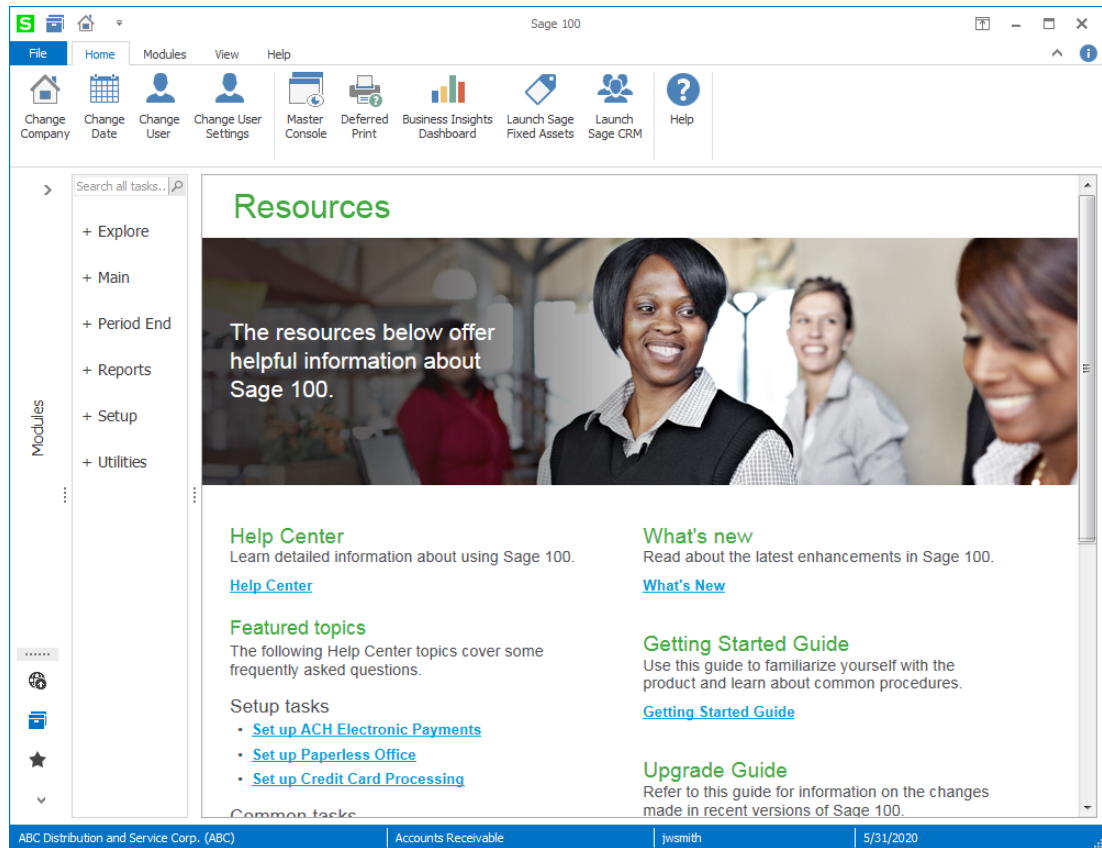 S
Sage 100
File Home Modules View Help
Change Company
Change Date
Change User
Change User Settings
Master Console
Deferred Print
Business Insights Dashboard
Launch Sage Fixed Assets
Launch Sage CRM
Help
Modules
Search all tasks..
+ Explore
+ Main
+ Period End
+ Reports
+ Setup
+ Utilities
Resources
The resources below offer
helpful information about
Sage 100.
Help Center
Learn detailed information about using Sage 100.
Help Center
Featured topics
The following Help Center topics cover some
frequently asked questions.
Setup tasks
• Set up ACH Electronic Payments
• Set up Paperless Office
• Set up Credit Card Processing
Common tasks
What's new
Read about the latest enhancements in Sage 100.
What's New
Getting Started Guide
Use this guide to familiarize yourself with the
product and learn about common procedures.
Getting Started Guide
Upgrade Guide
Refer to this guide for information on the changes
made in recent versions of Sage 100.
ABC Distribution and Service Corp. (ABC) Accounts Receivable jwsmith 5/31/2020